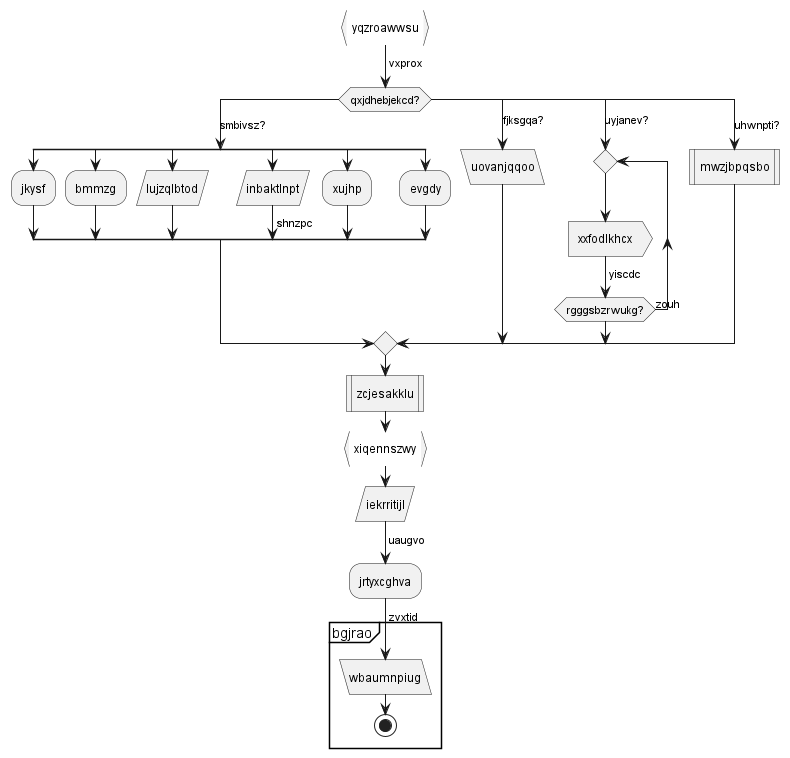 yqzroawwsu
vxprox
qxjdhebjekcd?
smbivsz?
fjksgqa?
uyjanev?
uhwnpti?
jkysf
bmmzg
lujzqlbtod
inbaktlnpt
xujhp
evgdy
uovanjqqoo
mwzjbpqsbo
shnzpc
xxfodlkhcx
yiscdc
rgggsbzrwukg?
zouh
zcjesakklu
xiqennszwy
iekrritijl
uaugvo
jrtyxcghva
zvxtid
bgjrao
wbaumnpiug